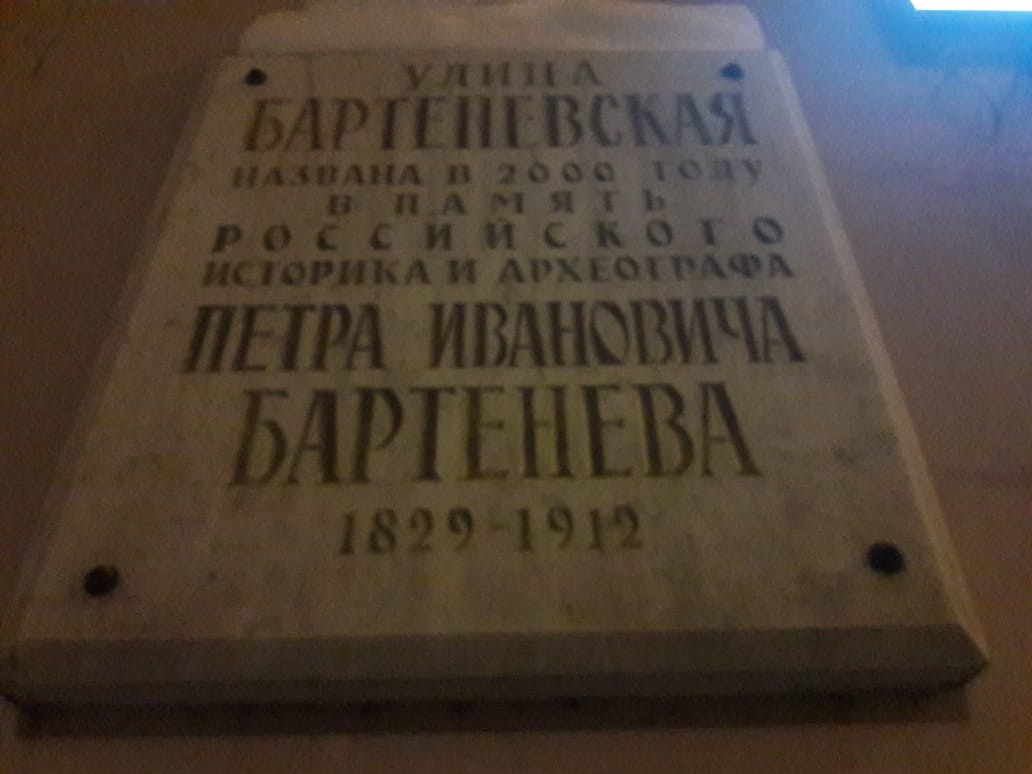 УЛИЦА
БАРТЕНЕВСКАЯ
НАЗВАНА В 2000 ГОДУ
В ПАМЯТЬ
РОССИЙСКОГО
ИСТОРИКА И АРХЕОГРАФА
ПЕТРА ИВАНОВИЧА
БАРТЕНЕВА
1829-1912